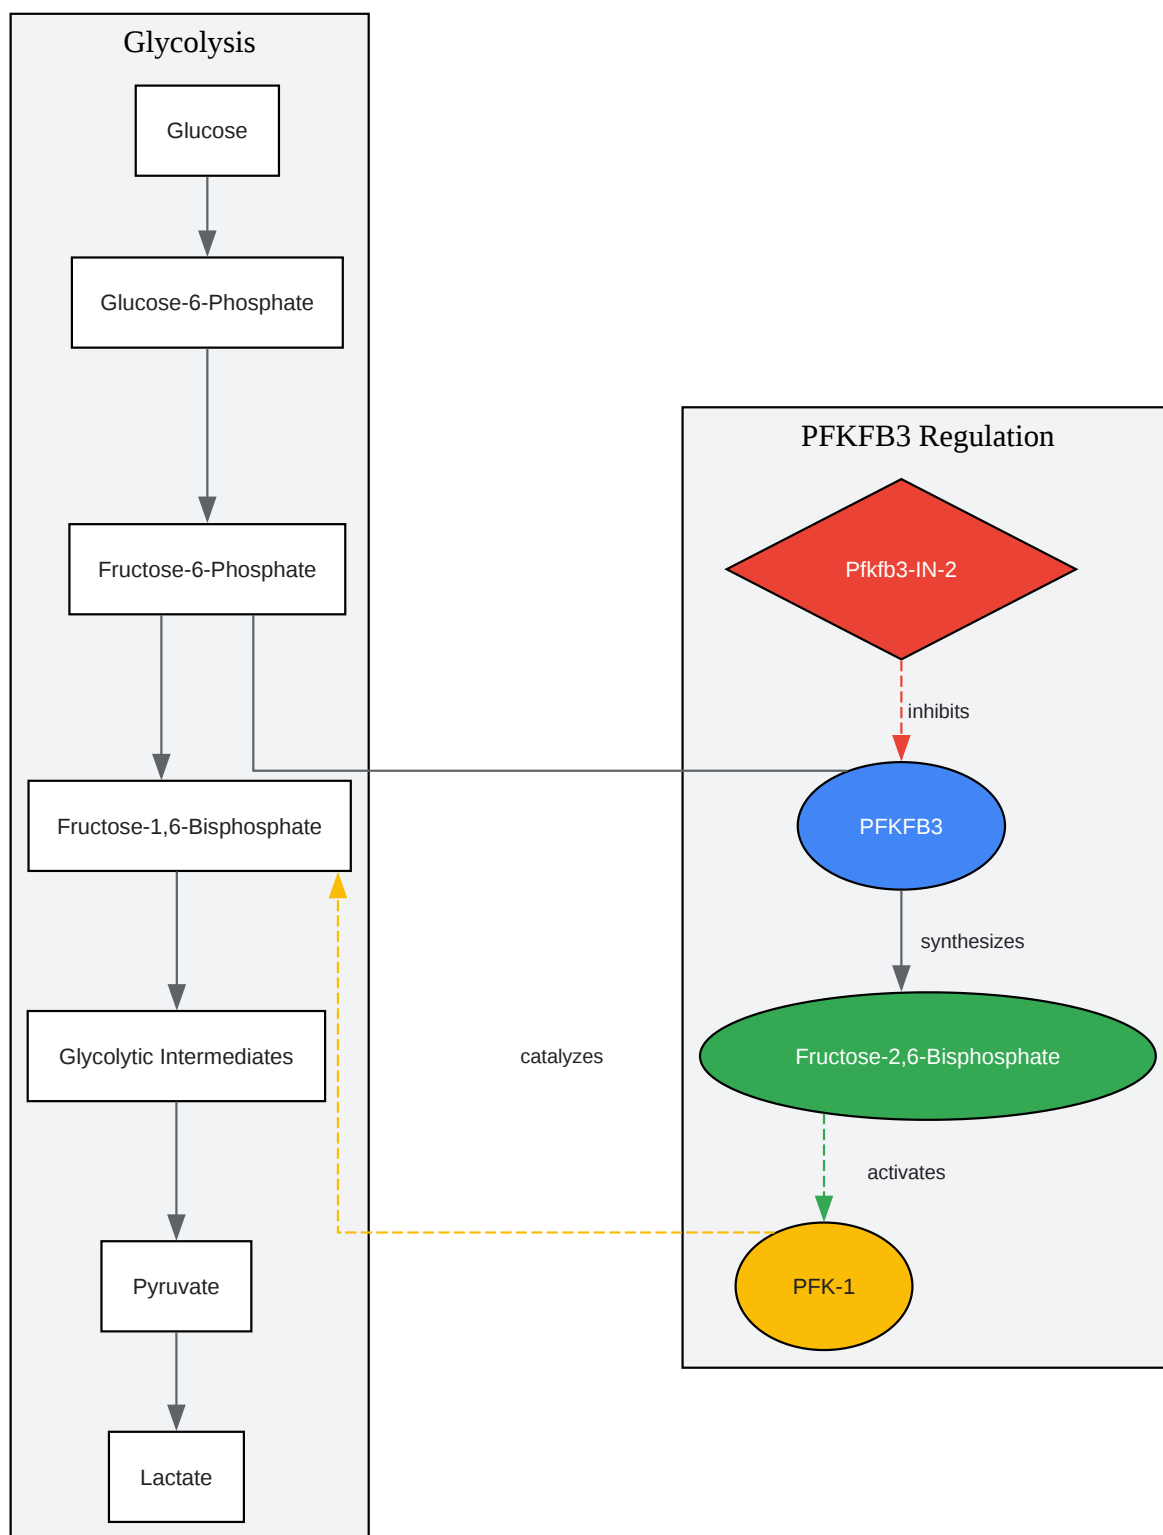 Glycolysis
Glucose
Glucose-6-Phosphate
Fructose-6-Phosphate
Fructose-1,6-Bisphosphate
Glycolytic Intermediates
Pyruvate
Lactate
catalyzes
PFKFB3 Regulation
Pfkfb3-IN-2
inhibits
PFKFB3
synthesizes
Fructose-2,6-Bisphosphate
activates
PFK-1